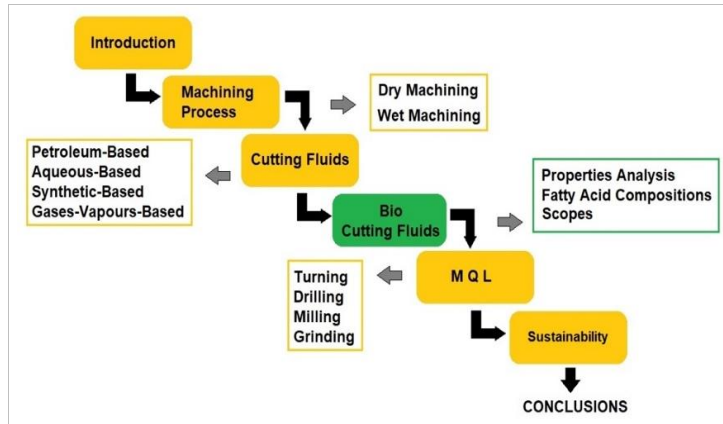 Introduction
Machining
Process
Dry Machining
Wet Machining
Cutting Fluids
Petroleum-Based
Aqueous-Based
Synthetic-Based
Gases-Vapours-Based
Bio
Cutting Fluids
Properties Analysis
Fatty Acid Compositions
Scopes
M Q L
Turning
Drilling
Milling
Grinding
Sustainability
CONCLUSIONS